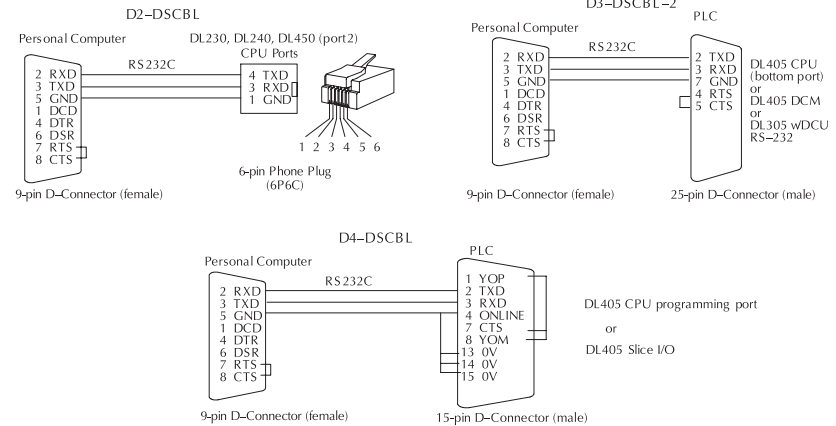 D2–DSCBL
Personal Computer
DL230, DL240, DL450 (port2)
CPU Ports
RS232C
2 RXD
3 TXD
5 GND
1 DCD
4 DTR
6 DSR
7 RTS
8 CTS
4 TXD
3 RXD
1 GND
1 2 3 4 5 6
6-pin Phone Plug
(6P6C)
9-pin D–Connector (female)
D3–DSCBL–2
PLC
Personal Computer
RS232C
2 RXD
3 TXD
5 GND
1 DCD
4 DTR
6 DSR
7 RTS
8 CTS
2 TXD
3 RXD
7 GND
4 RTS
5 CTS
DL405 CPU
(bottom port)
or
DL405 DCM
or
DL305 wDCU
RS–232
9-pin D–Connector (female)
25-pin D–Connector (male)
D4–DSCBL
PLC
Personal Computer
RS232C
2 RXD
3 TXD
5 GND
1 DCD
4 DTR
6 DSR
7 RTS
8 CTS
1 YOP
2 TXD
3 RXD
4 ONLINE
7 CTS
8 YOM
13 0V
14 0V
15 0V
DL405 CPU programming port
or
DL405 Slice I/O
9-pin D–Connector (female)
15-pin D–Connector (male)